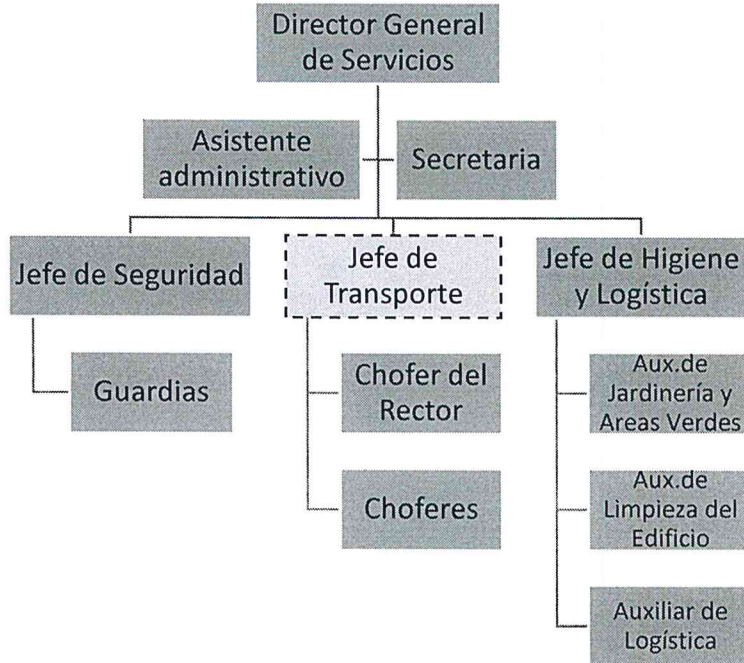 Director General
de Servicios
Asistente
administrativo
Secretaria
Jefe de Seguridad
Jefe de
Transporte
Jefe de Higiene
y Logística
Guardias
Chofer del
Rector
Choferes
Aux.de
Jardinería y
Areas Verdes
Aux.de
Limpieza del
Edificio
Auxiliar de
Logística